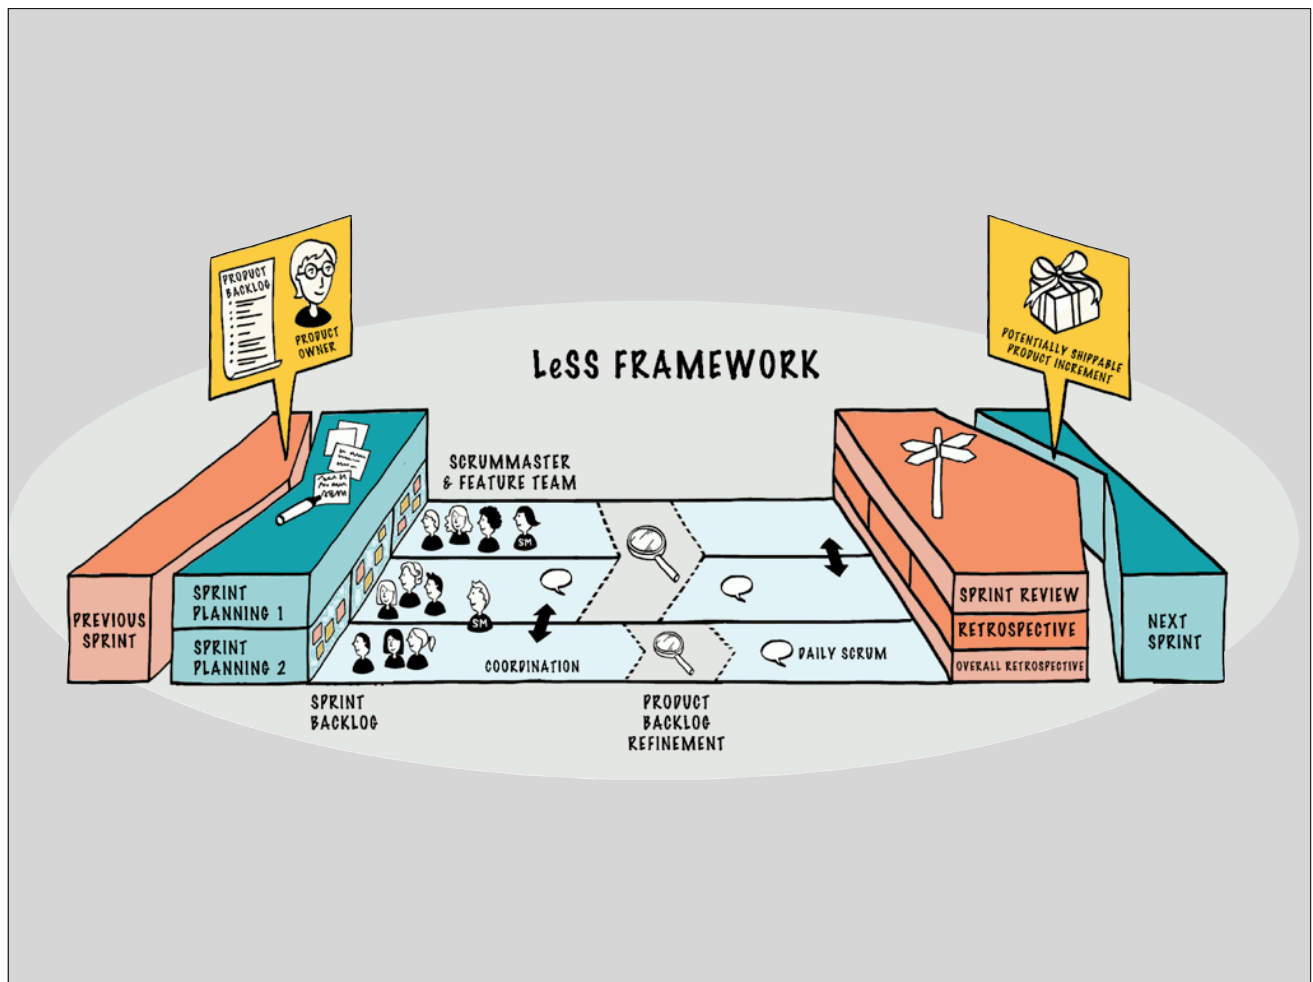 PRODUCT
BACKLOG
PRODUCT
OWNER
POTENTIALLY SHIPPABLE
PRODUCT INCREMENT
LeSS FRAMEWORK
SCRUMMASTER
& FEATURE TEAM
SM
SM
PREVIOUS
SPRINT
SPRINT
PLANNING 1
SPRINT
PLANNING 2
COORDINATION
DAILY SCRUM
SPRINT REVIEW
RETROSPECTIVE
OVERALL RETROSPECTIVE
NEXT
SPRINT
SPRINT
BACKLOG
PRODUCT
BACKLOG
REFINEMENT